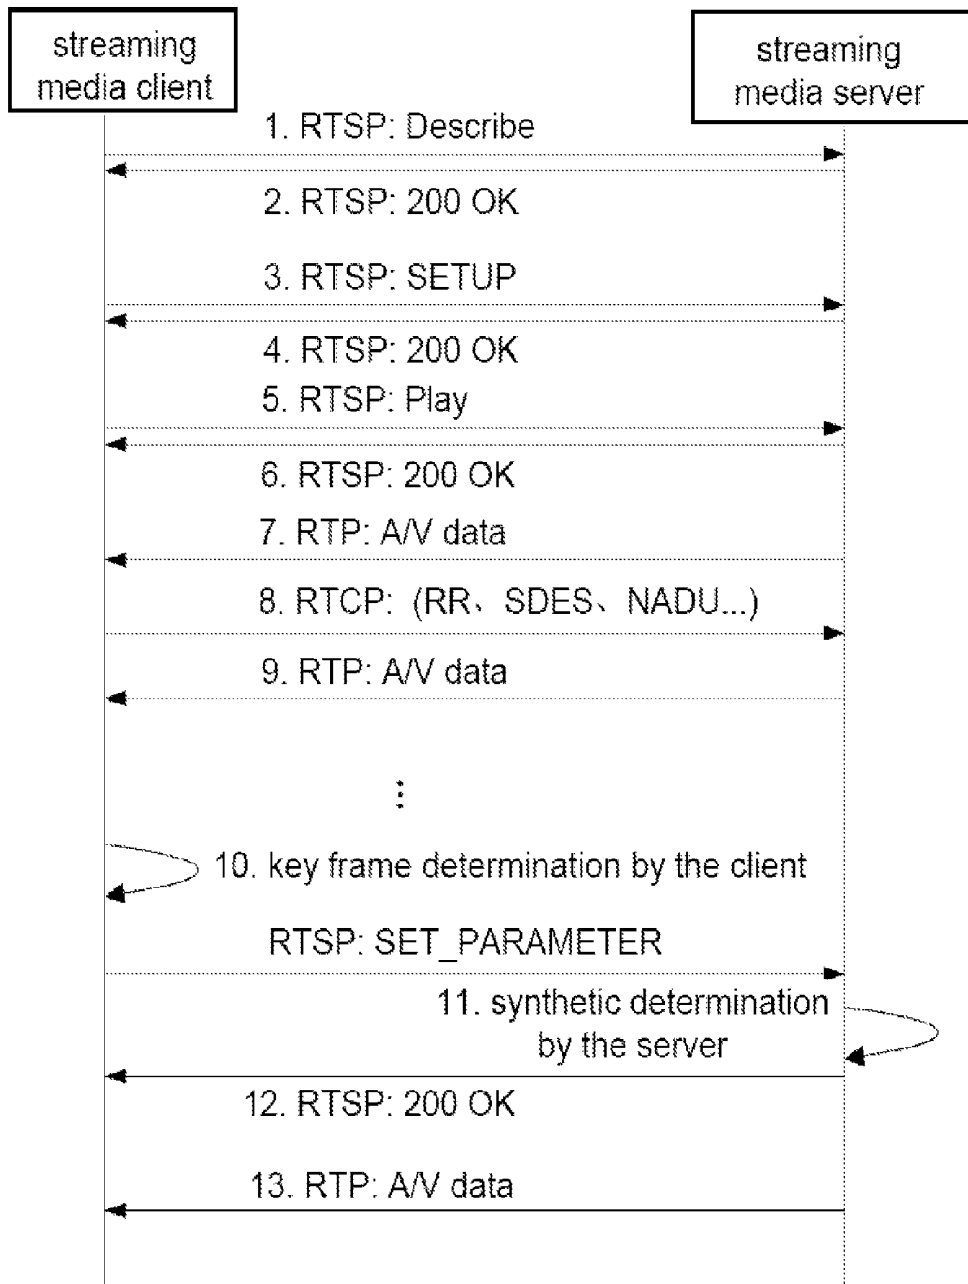 streaming
media client
streaming
media server
1. RTSP: Describe
2. RTSP: 200 OK
3. RTSP: SETUP
4. RTSP: 200 OK
5. RTSP: Play
6. RTSP: 200 OK
7. RTP: A/V data
8. RTCP: (RR、SDES、NADU...)
9. RTP: A/V data
...
10. key frame determination by the client
RTSP: SET_PARAMETER
11. synthetic determination
by the server
12. RTSP: 200 OK
13. RTP: A/V data